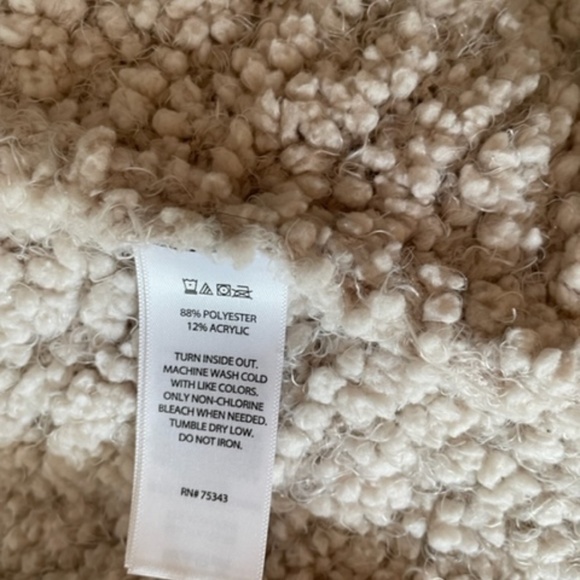 88% POLYESTER
12% ACRYLIC
TURN INSIDE OUT.
MACHINE WASH COLD
WITH LIKE COLORS.
ONLY NON-CHLORINE
BLEACH WHEN NEEDED.
TUMBLE DRY LOW.
DO NOT IRON.
RN# 75343